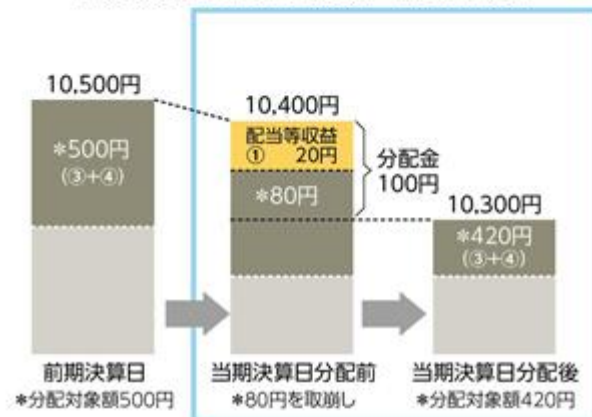 10,500円
*500円
(③+④)
10,400円
配当等収益
① 20円
*80円
分配金
100円
10,300円
*420円
(③+④)
前期決算日
*分配対象額500円
当期決算日分配前
*80円を取崩し
当期決算日分配後
*分配対象額420円